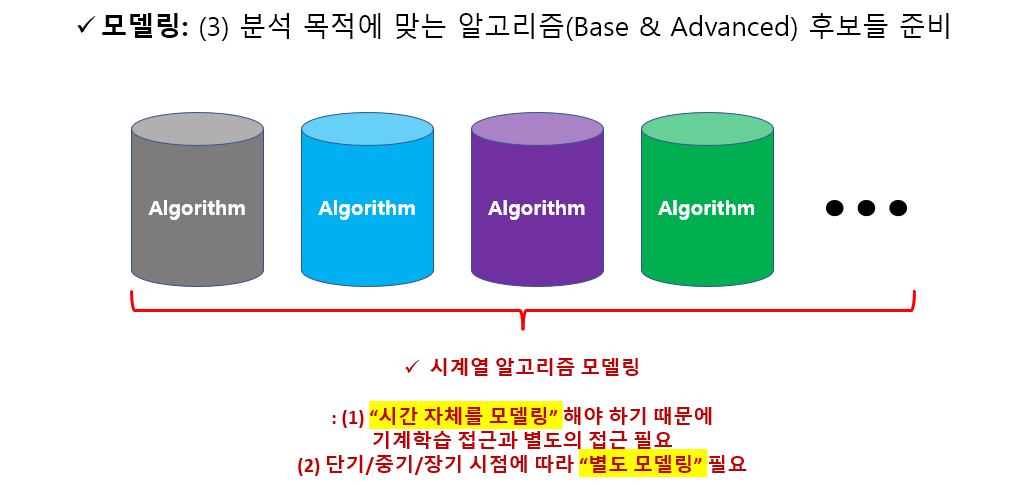 ✓ 모델링: (3) 분석 목적에 맞는 알고리즘(Base & Advanced) 후보들 준비
Algorithm
Algorithm
Algorithm
Algorithm
● ● ●
✓ 시계열 알고리즘 모델링
: (1) “시간 자체를 모델링” 해야 하기 때문에
기계학습 접근과 별도의 접근 필요
(2) 단기/중기/장기 시점에 따라 “별도 모델링” 필요